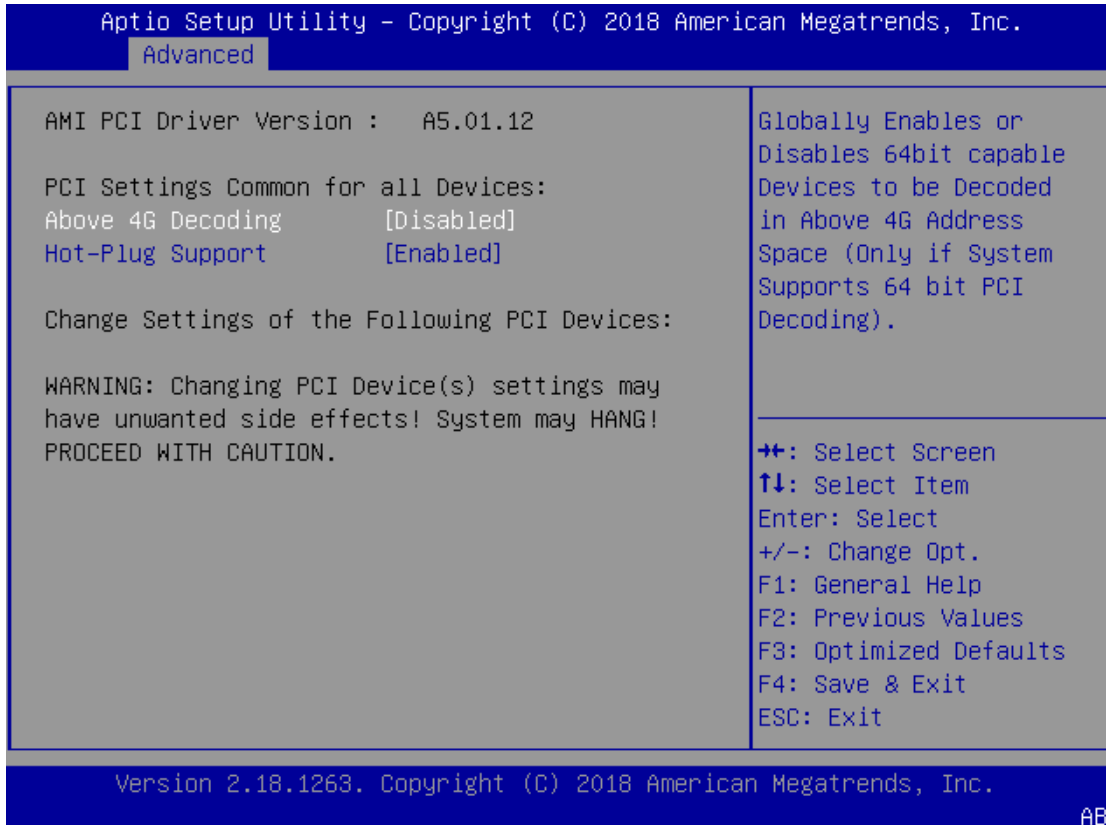 Aptio Setup Utility – Copyright (C) 2018 American Megatrends, Inc.
Advanced
AMI PCI Driver Version :   A5.01.12
PCI Settings Common for all Devices:
Above 4G Decoding   [Disabled]
Hot-Plug Support   [Enabled]
Change Settings of the Following PCI Devices:
WARNING: Changing PCI Device(s) settings may
have unwanted side effects! System may HANG!
PROCEED WITH CAUTION.
Globally Enables or
Disables 64bit capable
Devices to be Decoded
in Above 4G Address
Space (Only if System
Supports 64 bit PCI
Decoding).
→←: Select Screen
↑↓: Select Item
Enter: Select
+/-: Change Opt.
F1: General Help
F2: Previous Values
F3: Optimized Defaults
F4: Save & Exit
ESC: Exit
Version 2.18.1263. Copyright (C) 2018 American Megatrends, Inc.
AB